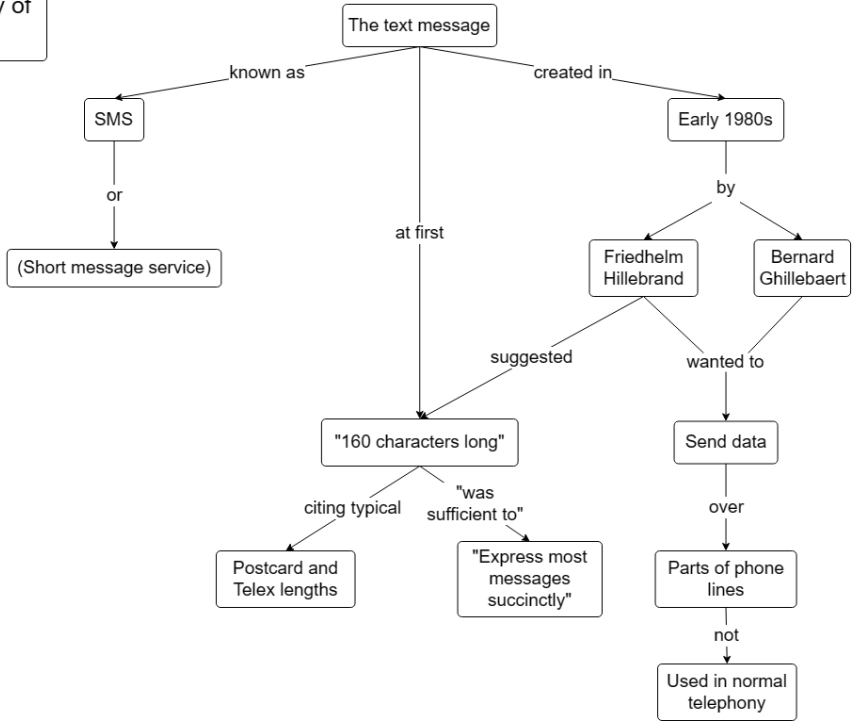 of
The text message
known as
created in
SMS
Early 1980s
or
by
at first
(Short message service)
Friedhelm
Hillebrand
Bernard
Ghillebaert
suggested
wanted to
"160 characters long"
Send data
citing typical
"was
sufficient to"
over
Postcard and
Telex lengths
"Express most
messages
succinctly"
Parts of phone
lines
not
Used in normal
telephony